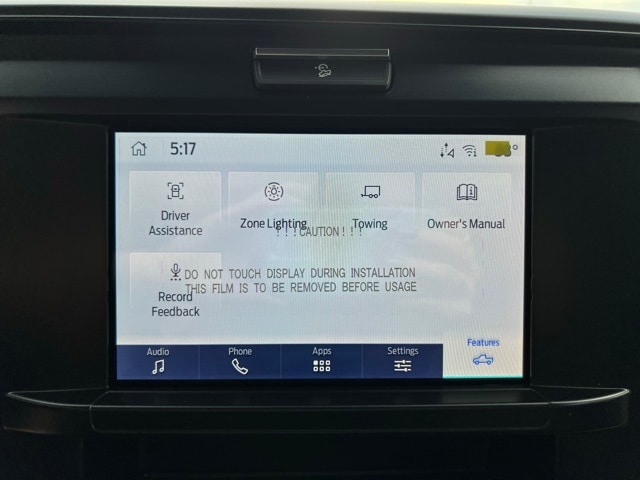 5:17
Driver
Assistance
Zone Lighting
Towing
Owner's Manual
! ! ! CAUTION ! ! !
DO NOT TOUCH DISPLAY DURING INSTALLATION
THIS FILM IS TO BE REMOVED BEFORE USAGE
Record
Feedback
Audio
Phone
Apps
Settings
Features